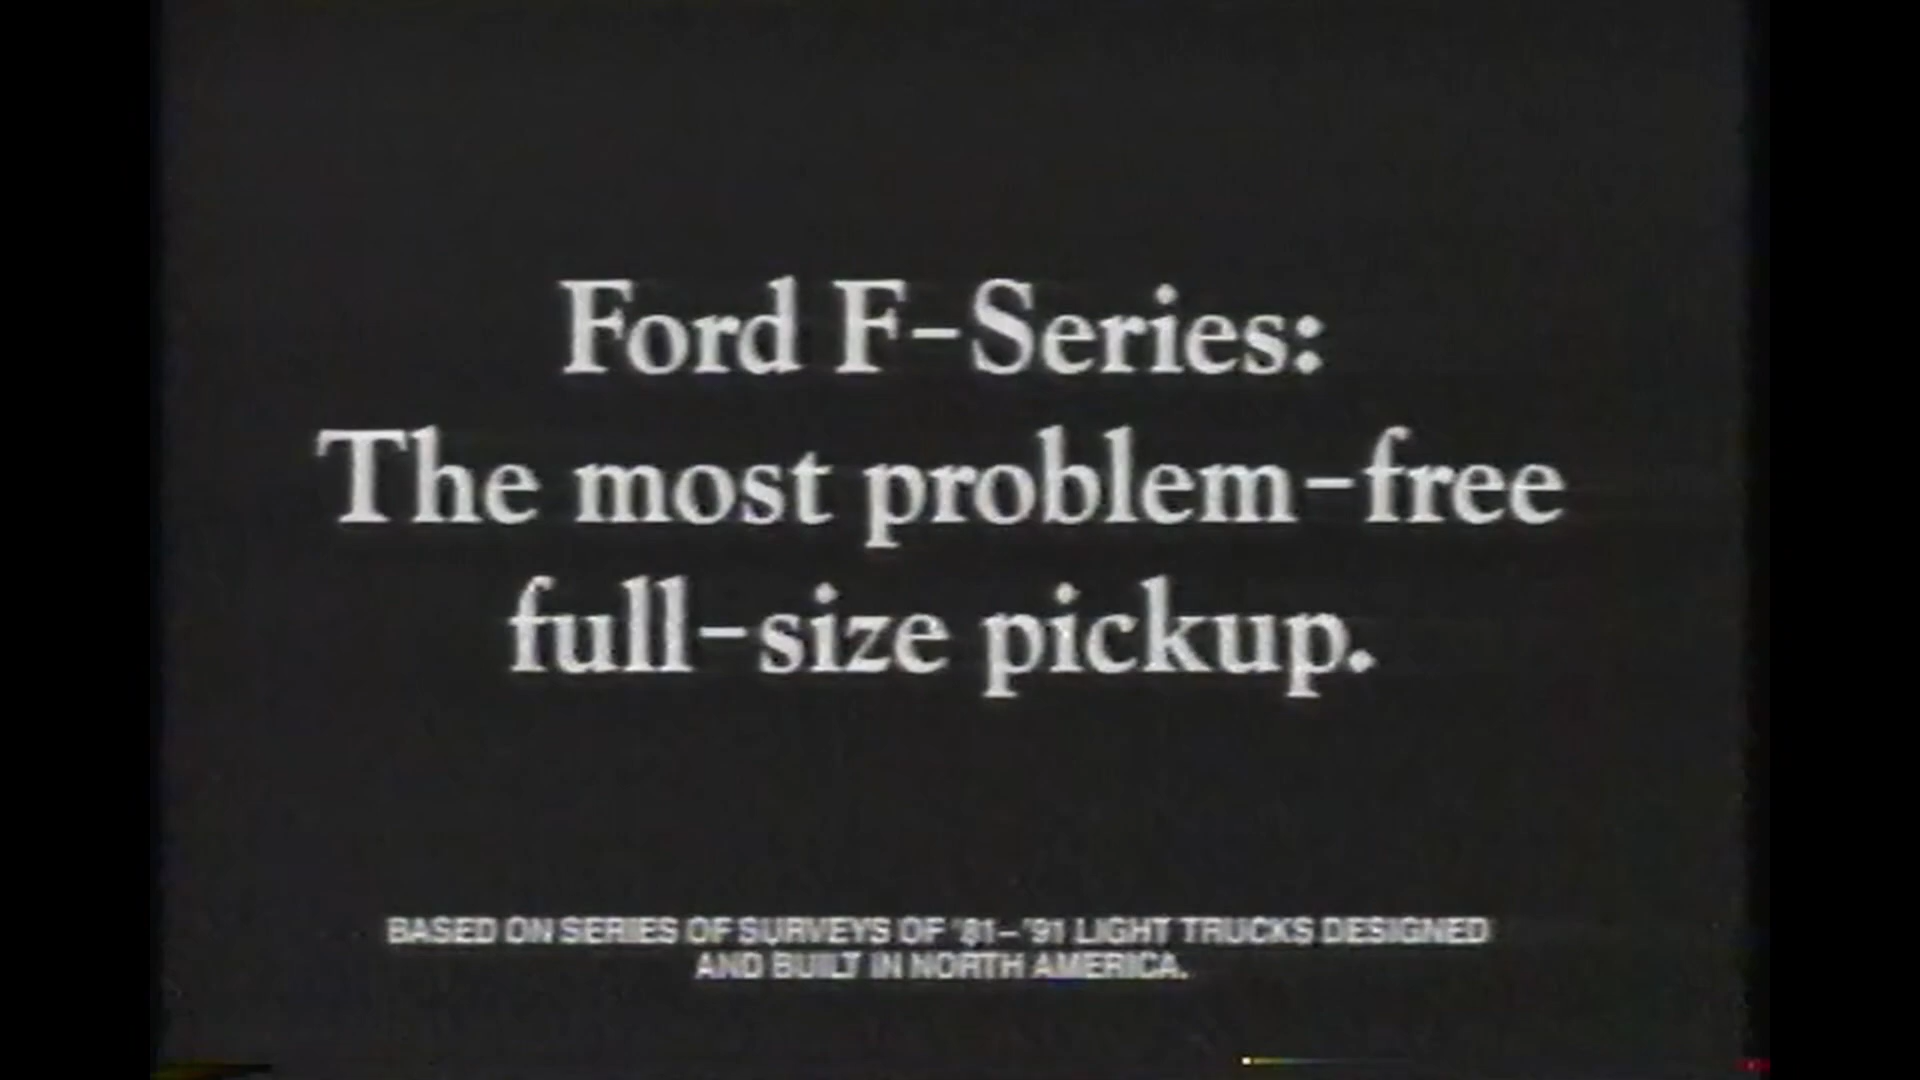 Ford F-Series:
The most problem-free
full-size pickup.
BASED ON SERIES OF SURVEYS OF '81-'91 LIGHT TRUCKS DESIGNED
AND BUILT IN NORTH AMERICA.